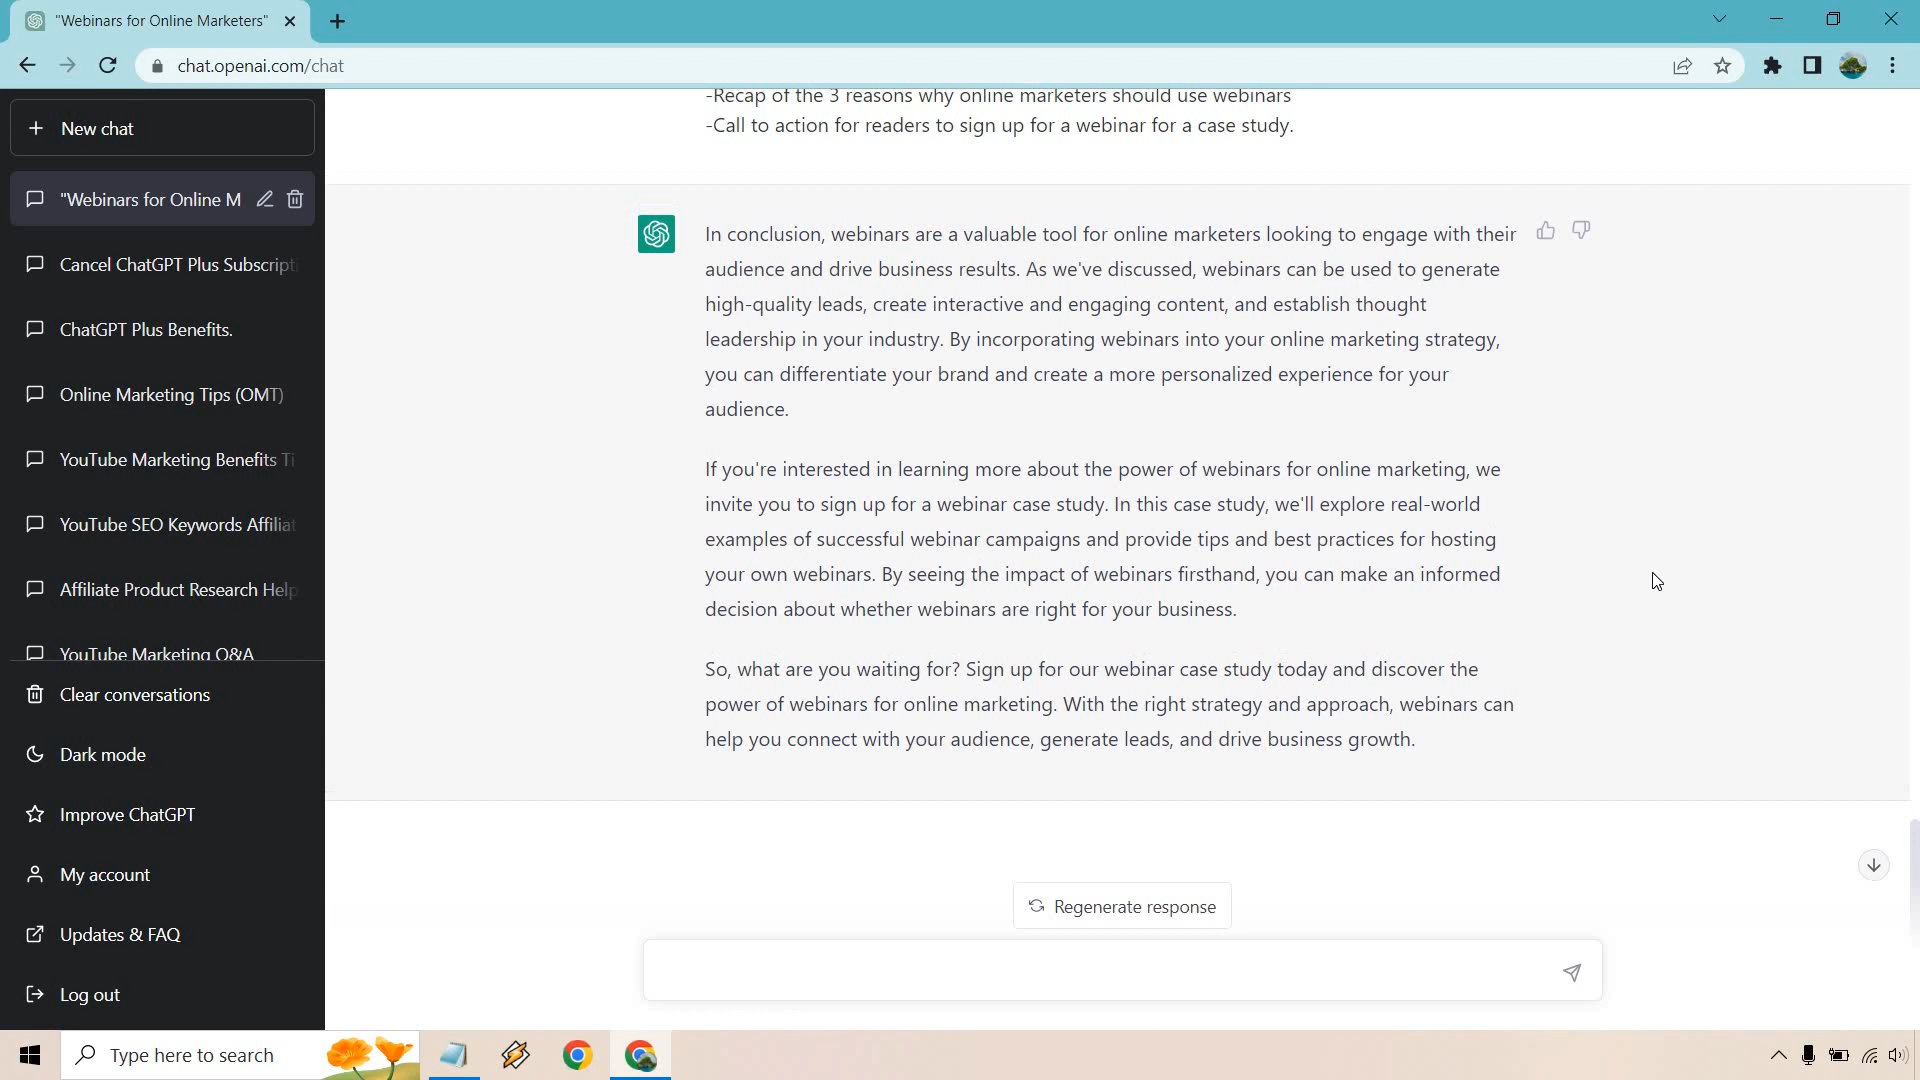 "Webinars for Online Marketers"
chat.openai.com/chat
New chat
"Webinars for Online M
Cancel ChatGPT Plus Subscripti
ChatGPT Plus Benefits.
Online Marketing Tips (OMT)
YouTube Marketing Benefits Ti
YouTube SEO Keywords Affiliat
Affiliate Product Research Help
YouTube Marketing Q&A
Clear conversations
Dark mode
Improve ChatGPT
My account
Updates & FAQ
Log out
-Recap of the 3 reasons why online marketers should use webinars
-Call to action for readers to sign up for a webinar for a case study.
In conclusion, webinars are a valuable tool for online marketers looking to engage with their
audience and drive business results. As we've discussed, webinars can be used to generate
high-quality leads, create interactive and engaging content, and establish thought
leadership in your industry. By incorporating webinars into your online marketing strategy,
you can differentiate your brand and create a more personalized experience for your
audience.
If you're interested in learning more about the power of webinars for online marketing, we
invite you to sign up for a webinar case study. In this case study, we'll explore real-world
examples of successful webinar campaigns and provide tips and best practices for hosting
your own webinars. By seeing the impact of webinars firsthand, you can make an informed
decision about whether webinars are right for your business.
So, what are you waiting for? Sign up for our webinar case study today and discover the
power of webinars for online marketing. With the right strategy and approach, webinars can
help you connect with your audience, generate leads, and drive business growth.
Regenerate response
Type here to search